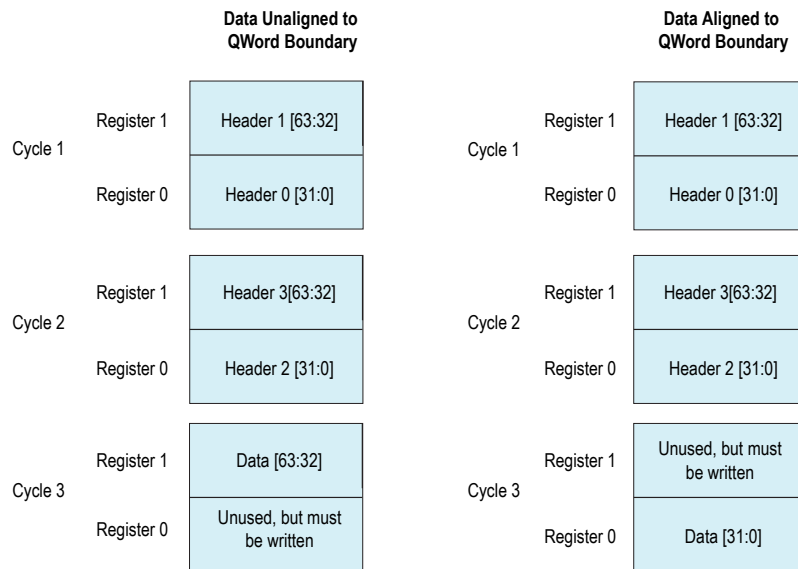 Data Unaligned to
QWord Boundary
Cycle 1
Register 1
Header 1 [63:32]
Register 0
Header 0 [31:0]
Cycle 2
Register 1
Header 3[63:32]
Register 0
Header 2 [31:0]
Cycle 3
Register 1
Data [63:32]
Register 0
Unused, but must
be written
Data Aligned to
QWord Boundary
Cycle 1
Register 1
Header 1 [63:32]
Register 0
Header 0 [31:0]
Cycle 2
Register 1
Header 3[63:32]
Register 0
Header 2 [31:0]
Cycle 3
Register 1
Unused, but must
be written
Register 0
Data [31:0]